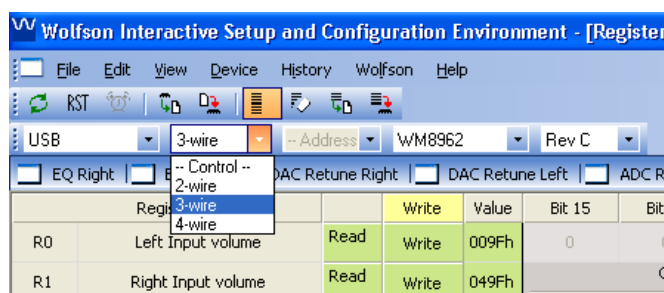 Wolfson Interactive Setup and Configuration Environment - [Register
File Edit View Device History Wolfson Help
RST
USB 3-wire -- Address WM8962 Rev C
-- Control --
2-wire
3-wire
4-wire
EQ Right DAC Retune Right DAC Retune Left ADC R
Write Value Bit 15 Bit
R0 Left Input volume Read Write 009Fh 0
R1 Right Input volume Read Write 049Fh